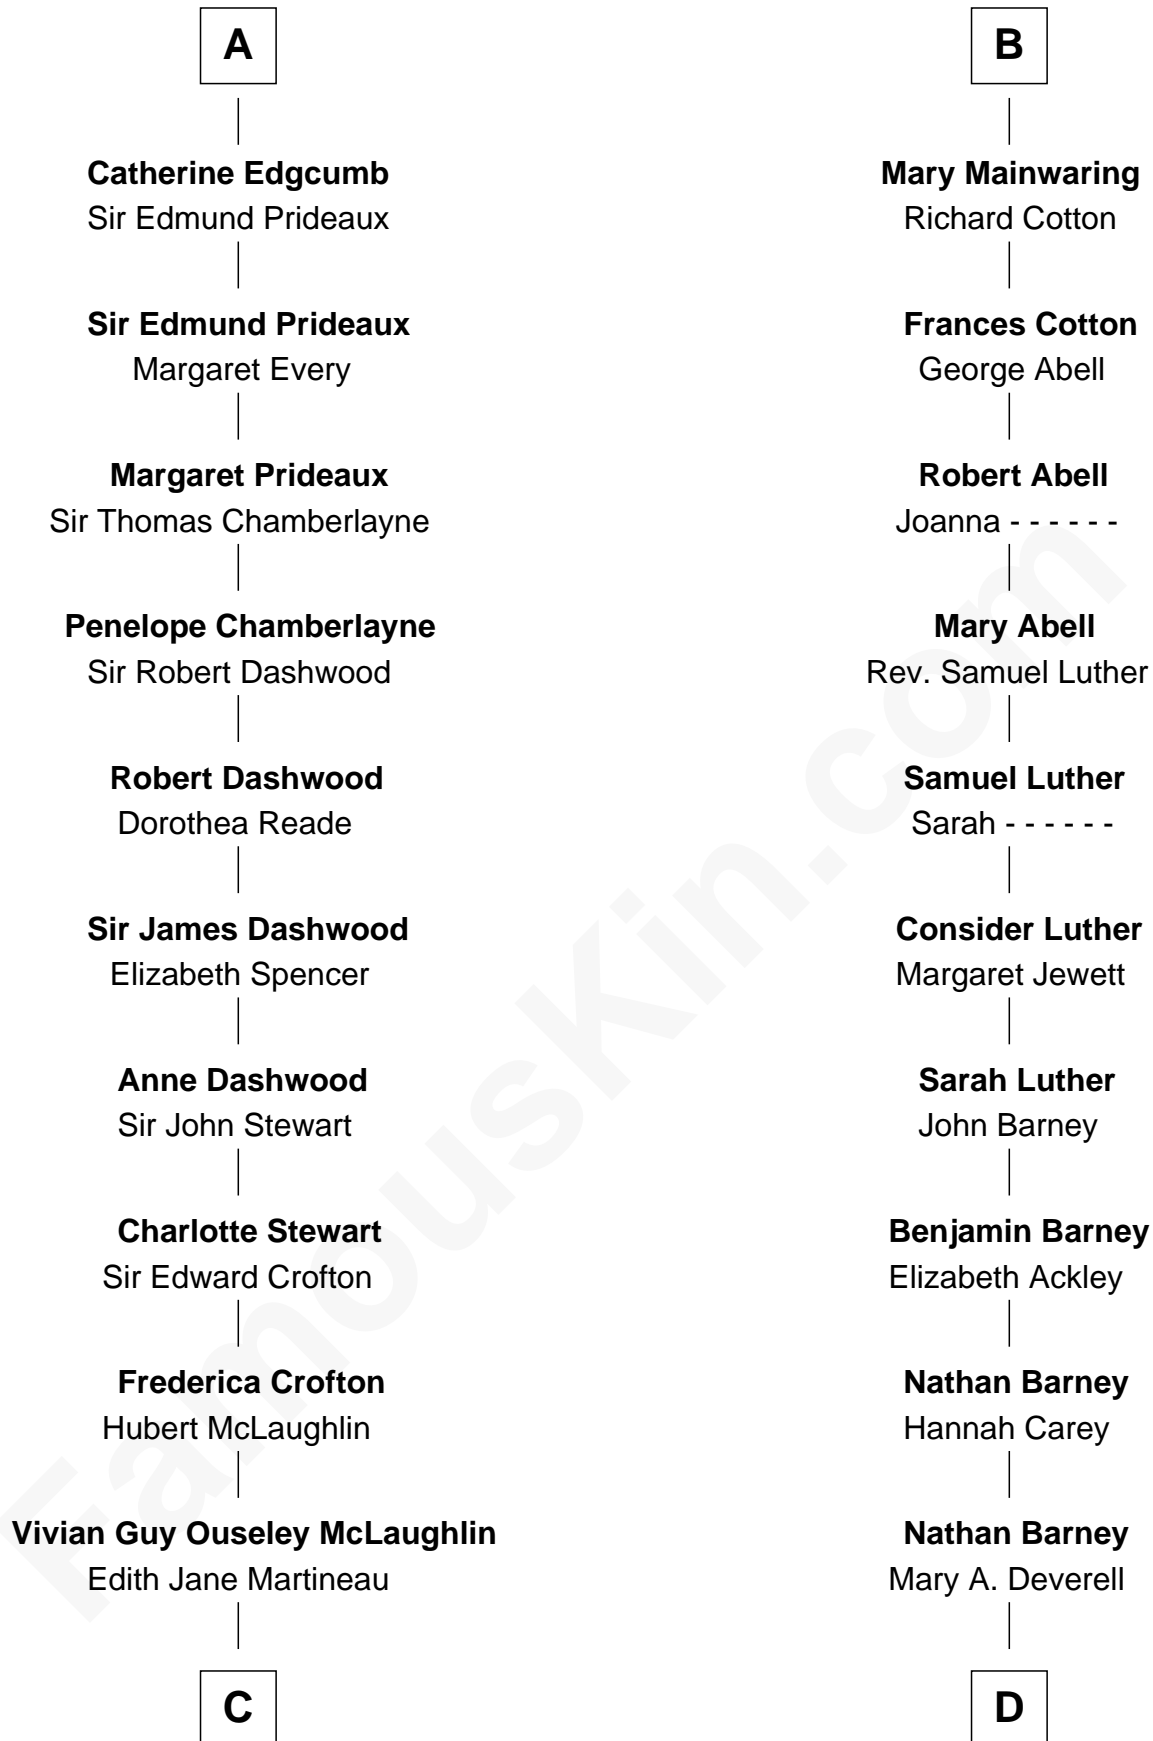 A
Catherine Edgcumb
Sir Edmund Prideaux
Sir Edmund Prideaux
Margaret Every
Margaret Prideaux
Sir Thomas Chamberlayne
Penelope Chamberlayne
Sir Robert Dashwood
Robert Dashwood
Dorothea Reade
Sir James Dashwood
Elizabeth Spencer
Anne Dashwood
Sir John Stewart
Charlotte Stewart
Sir Edward Crofton
Frederica Crofton
Hubert McLaughlin
Vivian Guy Ouseley McLaughlin
Edith Jane Martineau
C
B
Mary Mainwaring
Richard Cotton
Frances Cotton
George Abell
Robert Abell
Joanna - - - - - -
Mary Abell
Rev. Samuel Luther
Samuel Luther
Sarah - - - - - -
Consider Luther
Margaret Jewett
Sarah Luther
John Barney
Benjamin Barney
Elizabeth Ackley
Nathan Barney
Hannah Carey
Nathan Barney
Mary A. Deverell
D
FamousKin.com